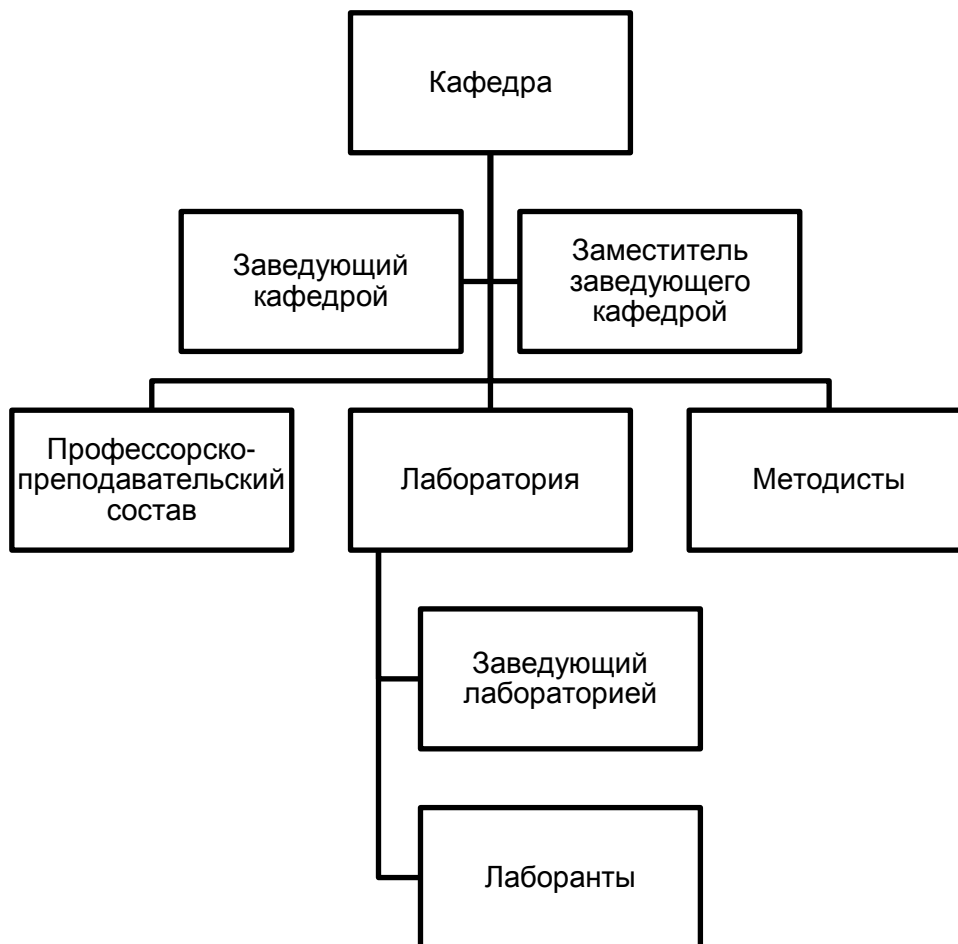 Кафедра
Заведующий
кафедрой
Заместитель
заведующего
кафедрой
Профессорско-
преподавательский
состав
Лаборатория
Методисты
Заведующий
лабораторией
Лаборанты